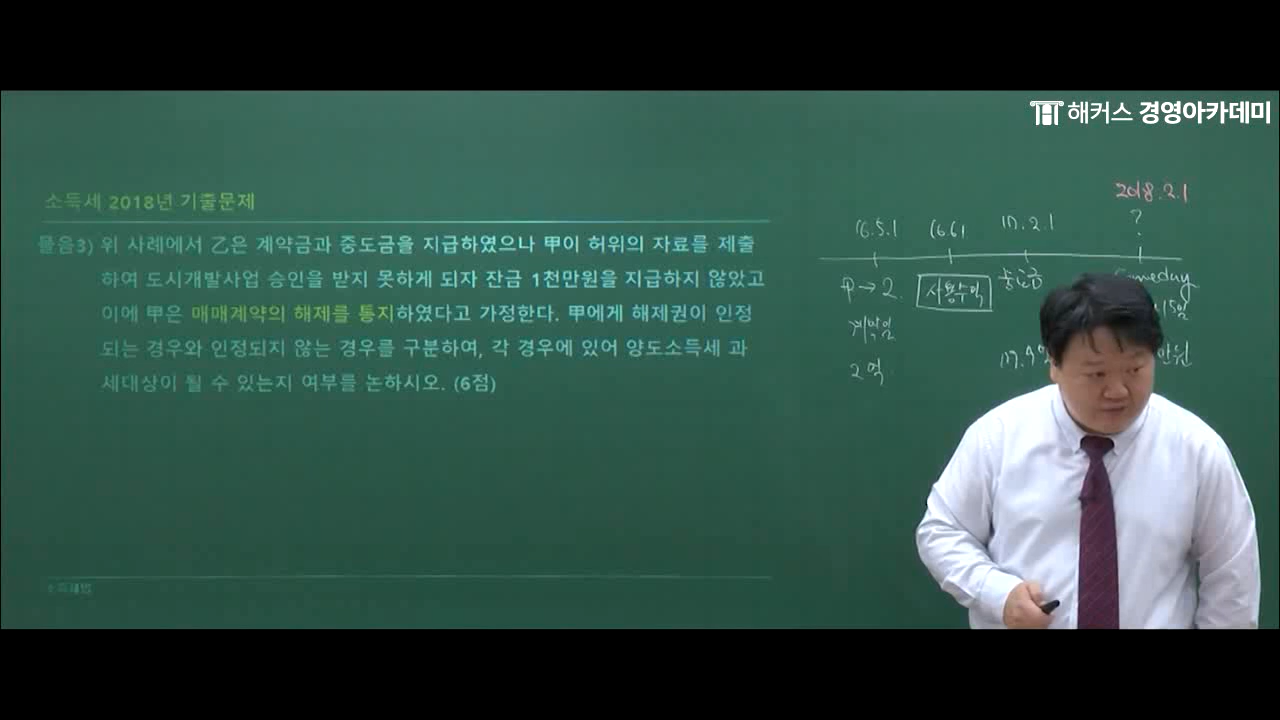 해커스 경영아카데미
소득세 2018년 기출문제
물음3) 위 사례에서 乙은 계약금과 중도금을 지급하였으나 甲이 허위의 자료를 제출
하여 도시개발사업 승인을 받지 못하게 되자 잔금 1천만원을 지급하지 않았고
이에 甲은 매매계약의 해제를 통지하였다고 가정한다. 甲에게 해제권이 인정
되는 경우와 인정되지 않는 경우를 구분하여, 각 경우에 있어 양도소득세 과
세대상이 될 수 있는지 여부를 논하시오. (6점)
2018.2.1
?
16.5.1 17.2.1
사용수익
계약일
2억
만원